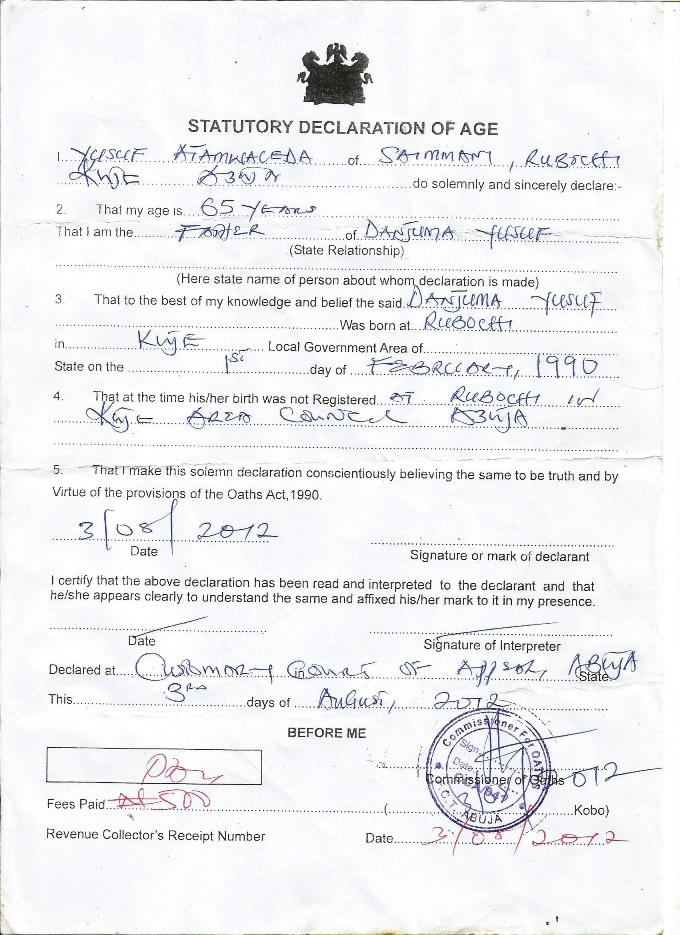 STATUTORY DECLARATION OF AGE
1. YUSUF ATAMWACEDA of SAIMMANI, RUBOCHI
KUJE ABUJA do solemnly and sincerely declare:-
2. That my age is 65 YEARS
That I am the FATHER of DANJUMA YUSUF
(State Relationship)
(Here state name of person about whom declaration is made)
3. That to the best of my knowledge and belief the said DANJUMA YUSUF
Was born at RUBOCHI
in KUJE Local Government Area of
State on the 1st day of FEBRUARY, 1990
4. That at the time his/her birth was not Registered AT RUBOCHI IN
KUJE AREA COUNCIL ABUJA
5. That I make this solemn declaration conscientiously believing the same to be truth and by
Virtue of the provisions of the Oaths Act,1990.
3/08/2012
Date
Signature or mark of declarant
I certify that the above declaration has been read and interpreted to the declarant and that
he/she appears clearly to understand the same and affixed his/her mark to it in my presence.
Date
Signature of Interpreter
Declared at Customary in Court of Appeal, ABUJA State
This 3RD days of August, 2012
BEFORE ME
Commissioner For OATHS
Sign
Date
F.C.T. ABUJA
Commissioner of Oaths
2012
Fees Paid ₦500 ( Kobo)
Revenue Collector's Receipt Number Date 3/08/2012